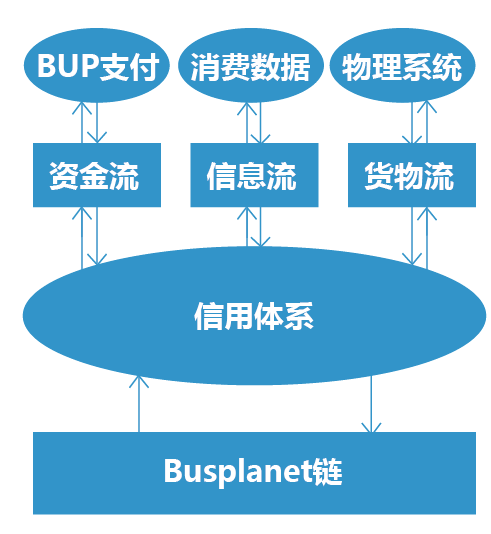 BUP支付
消费数据
物理系统
资金流
信息流
货物流
信用体系
Busplanet链